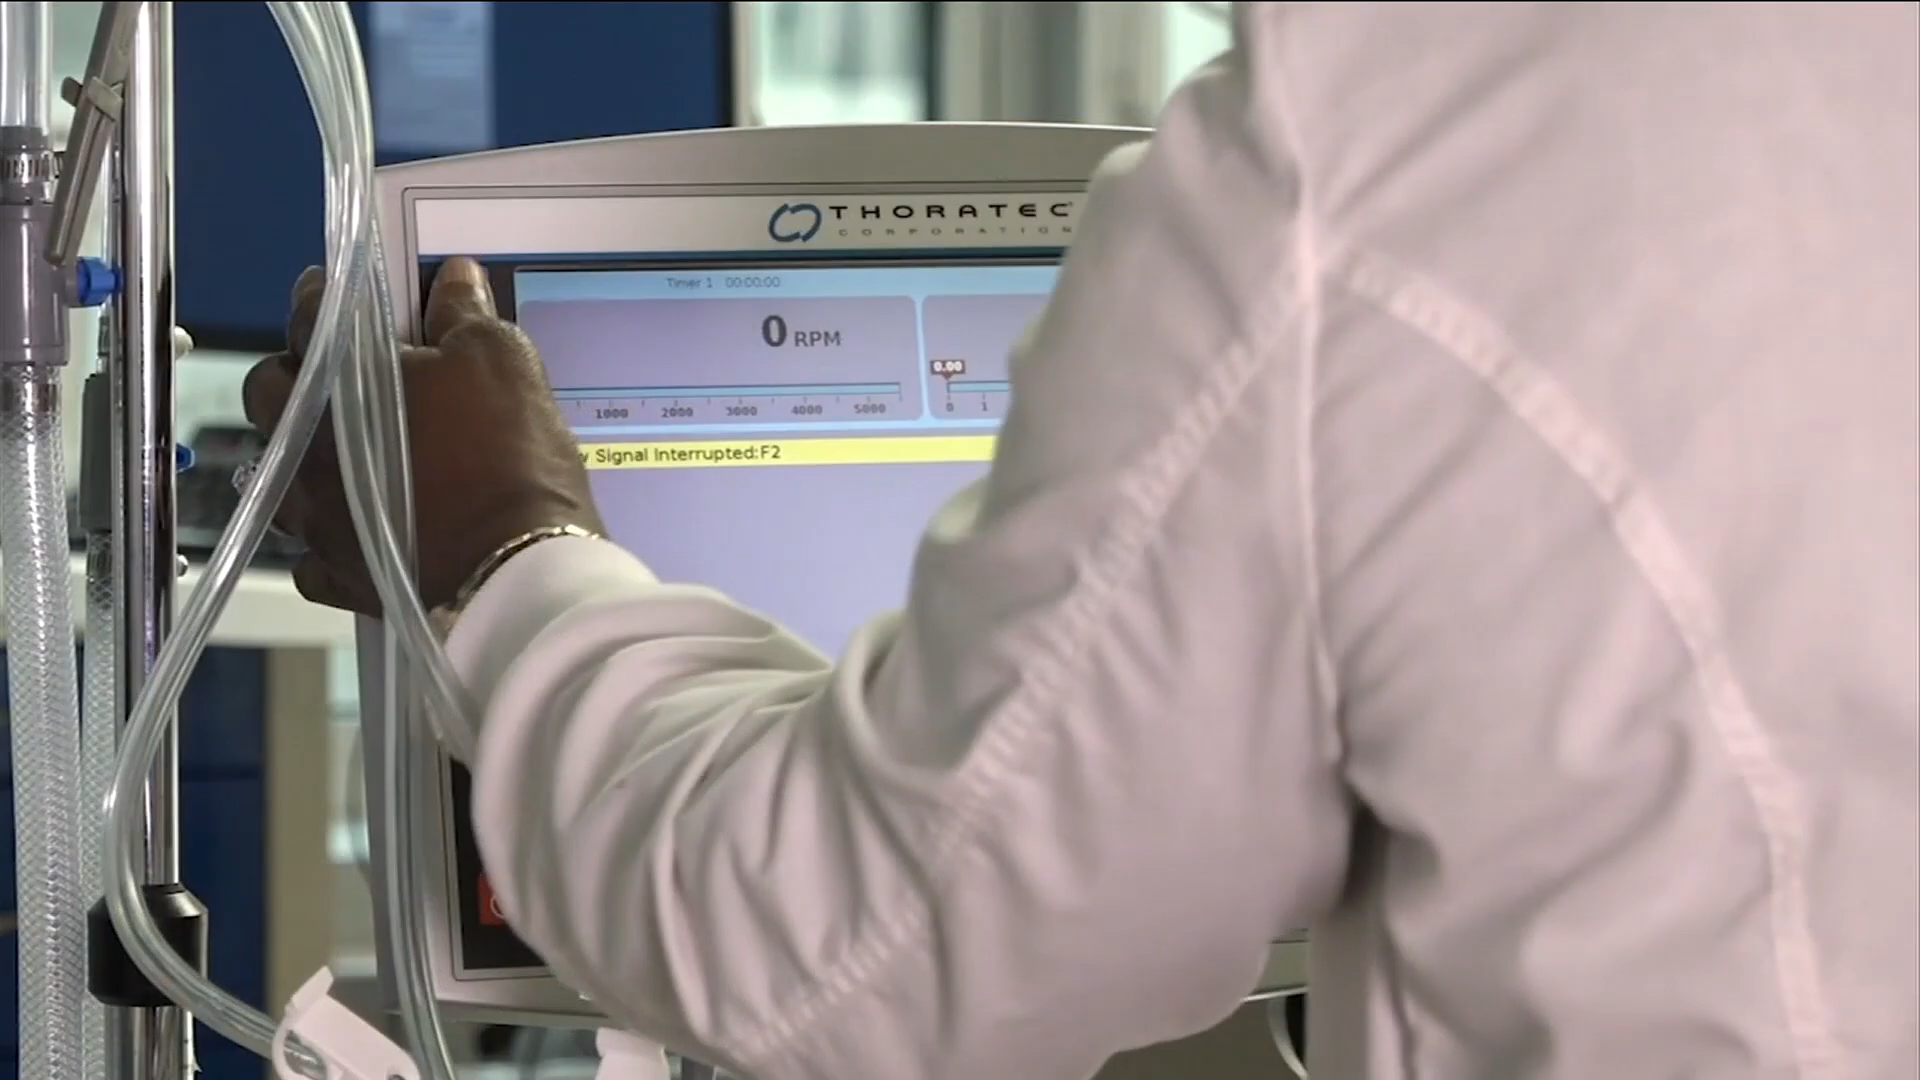 THORATEC
CORPORATION
Timer 1 00:00:00
0 RPM
0.00
1000 2000 3000 4000 5000
0 1
Signal Interrupted:F2